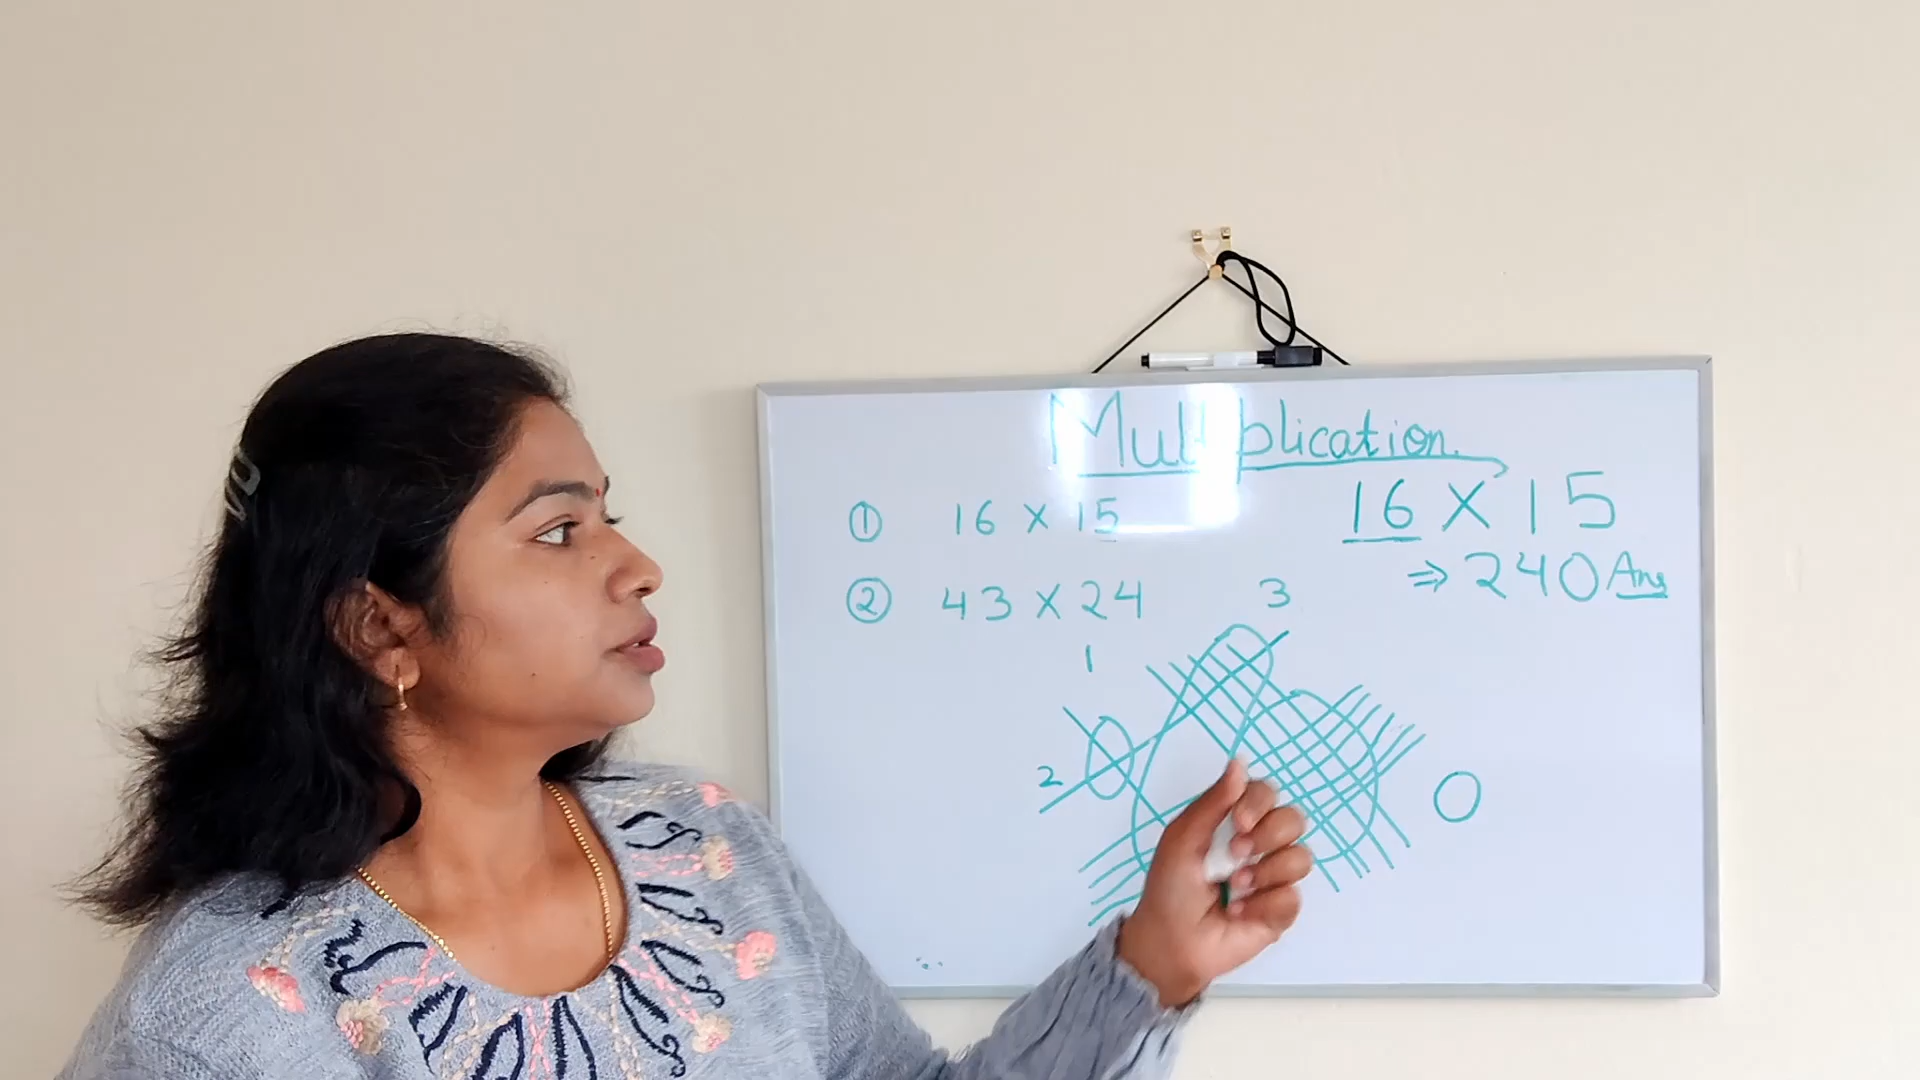 Multiplication.
① 16 × 15
② 43 × 24
16 × 15
⇒ 240 Ans
3
1
2
0